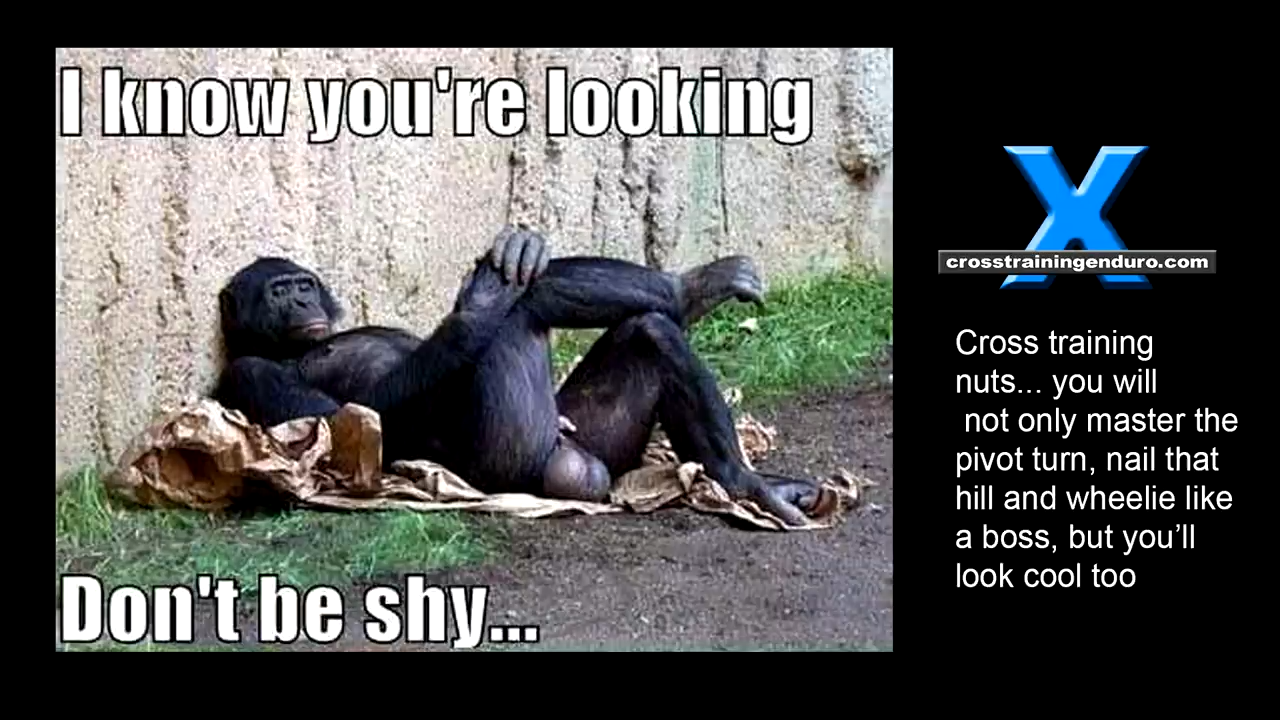 I know you're looking
Don't be shy...
X
crosstrainingenduro.com
Cross training
nuts... you will
not only master the
pivot turn, nail that
hill and wheelie like
a boss, but you’ll
look cool too